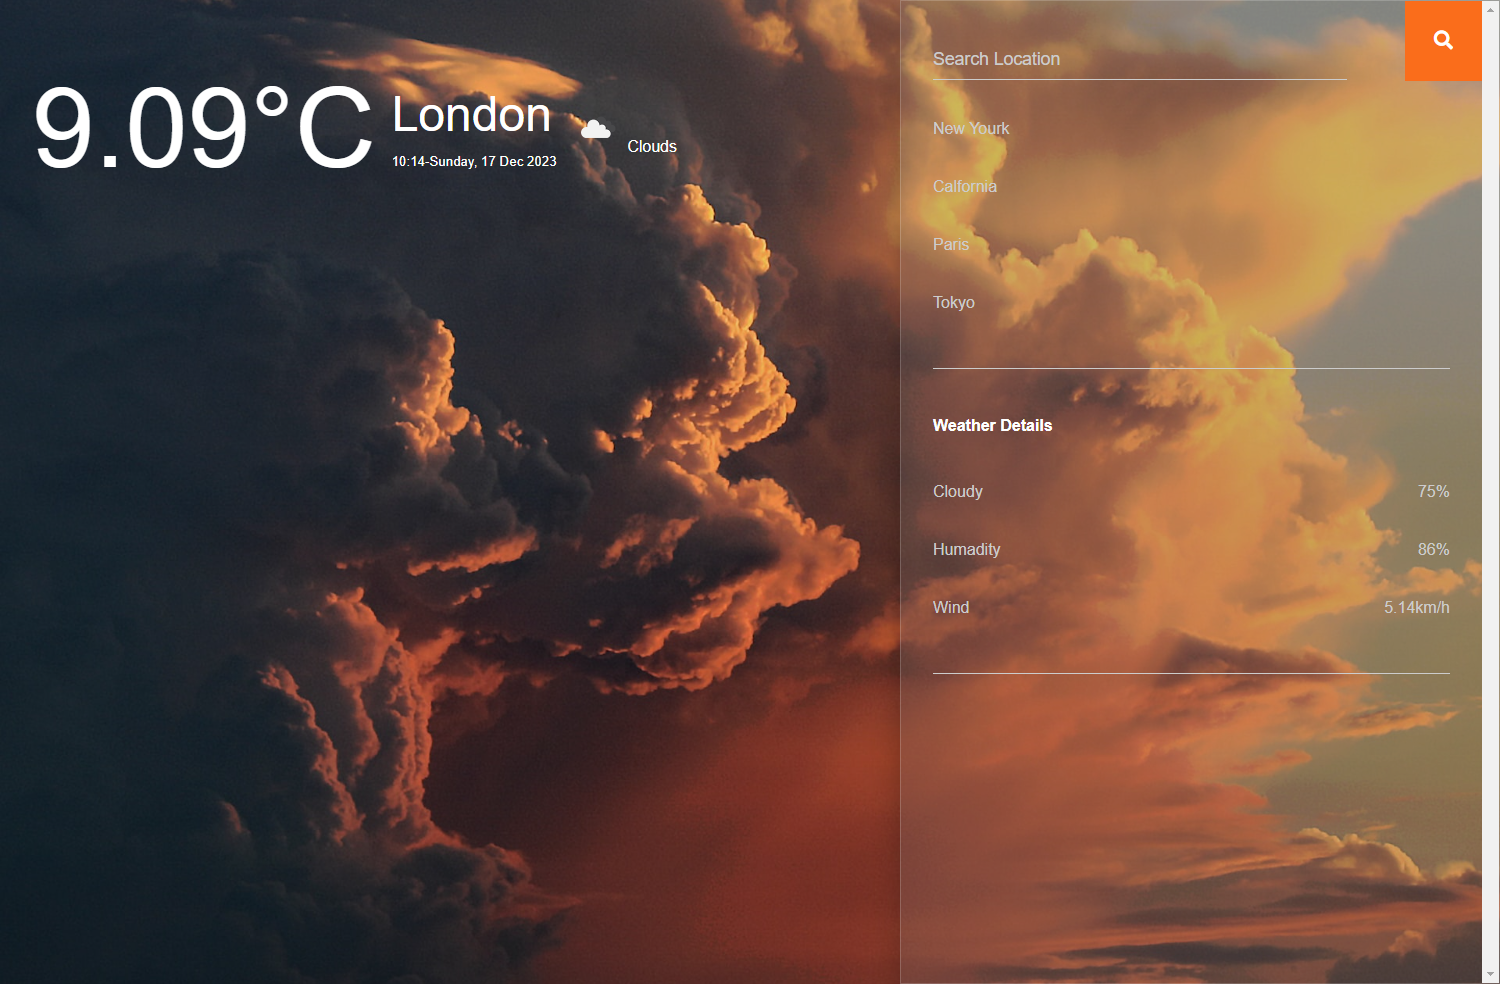 9.09°C
London
10:14-Sunday, 17 Dec 2023
Clouds
Search Location
New Yourk
Calfornia
Paris
Tokyo
Weather Details
Cloudy 75%
Humadity 86%
Wind 5.14km/h